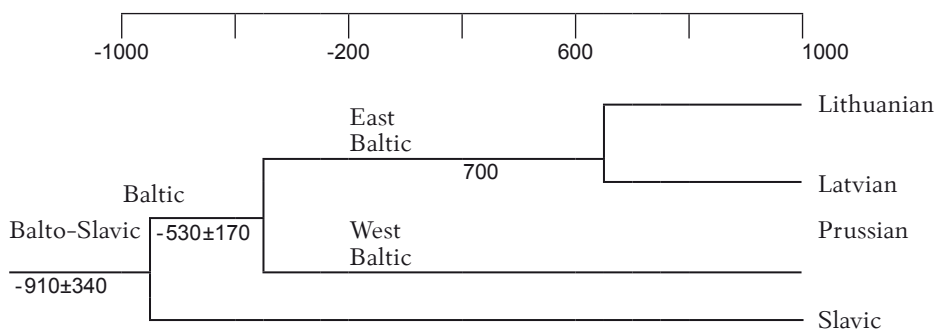 -1000 -200 600 1000
Lithuanian
East
Baltic
700
Latvian
Baltic
Balto-Slavic
-530±170
West
Baltic
Prussian
-910±340
Slavic